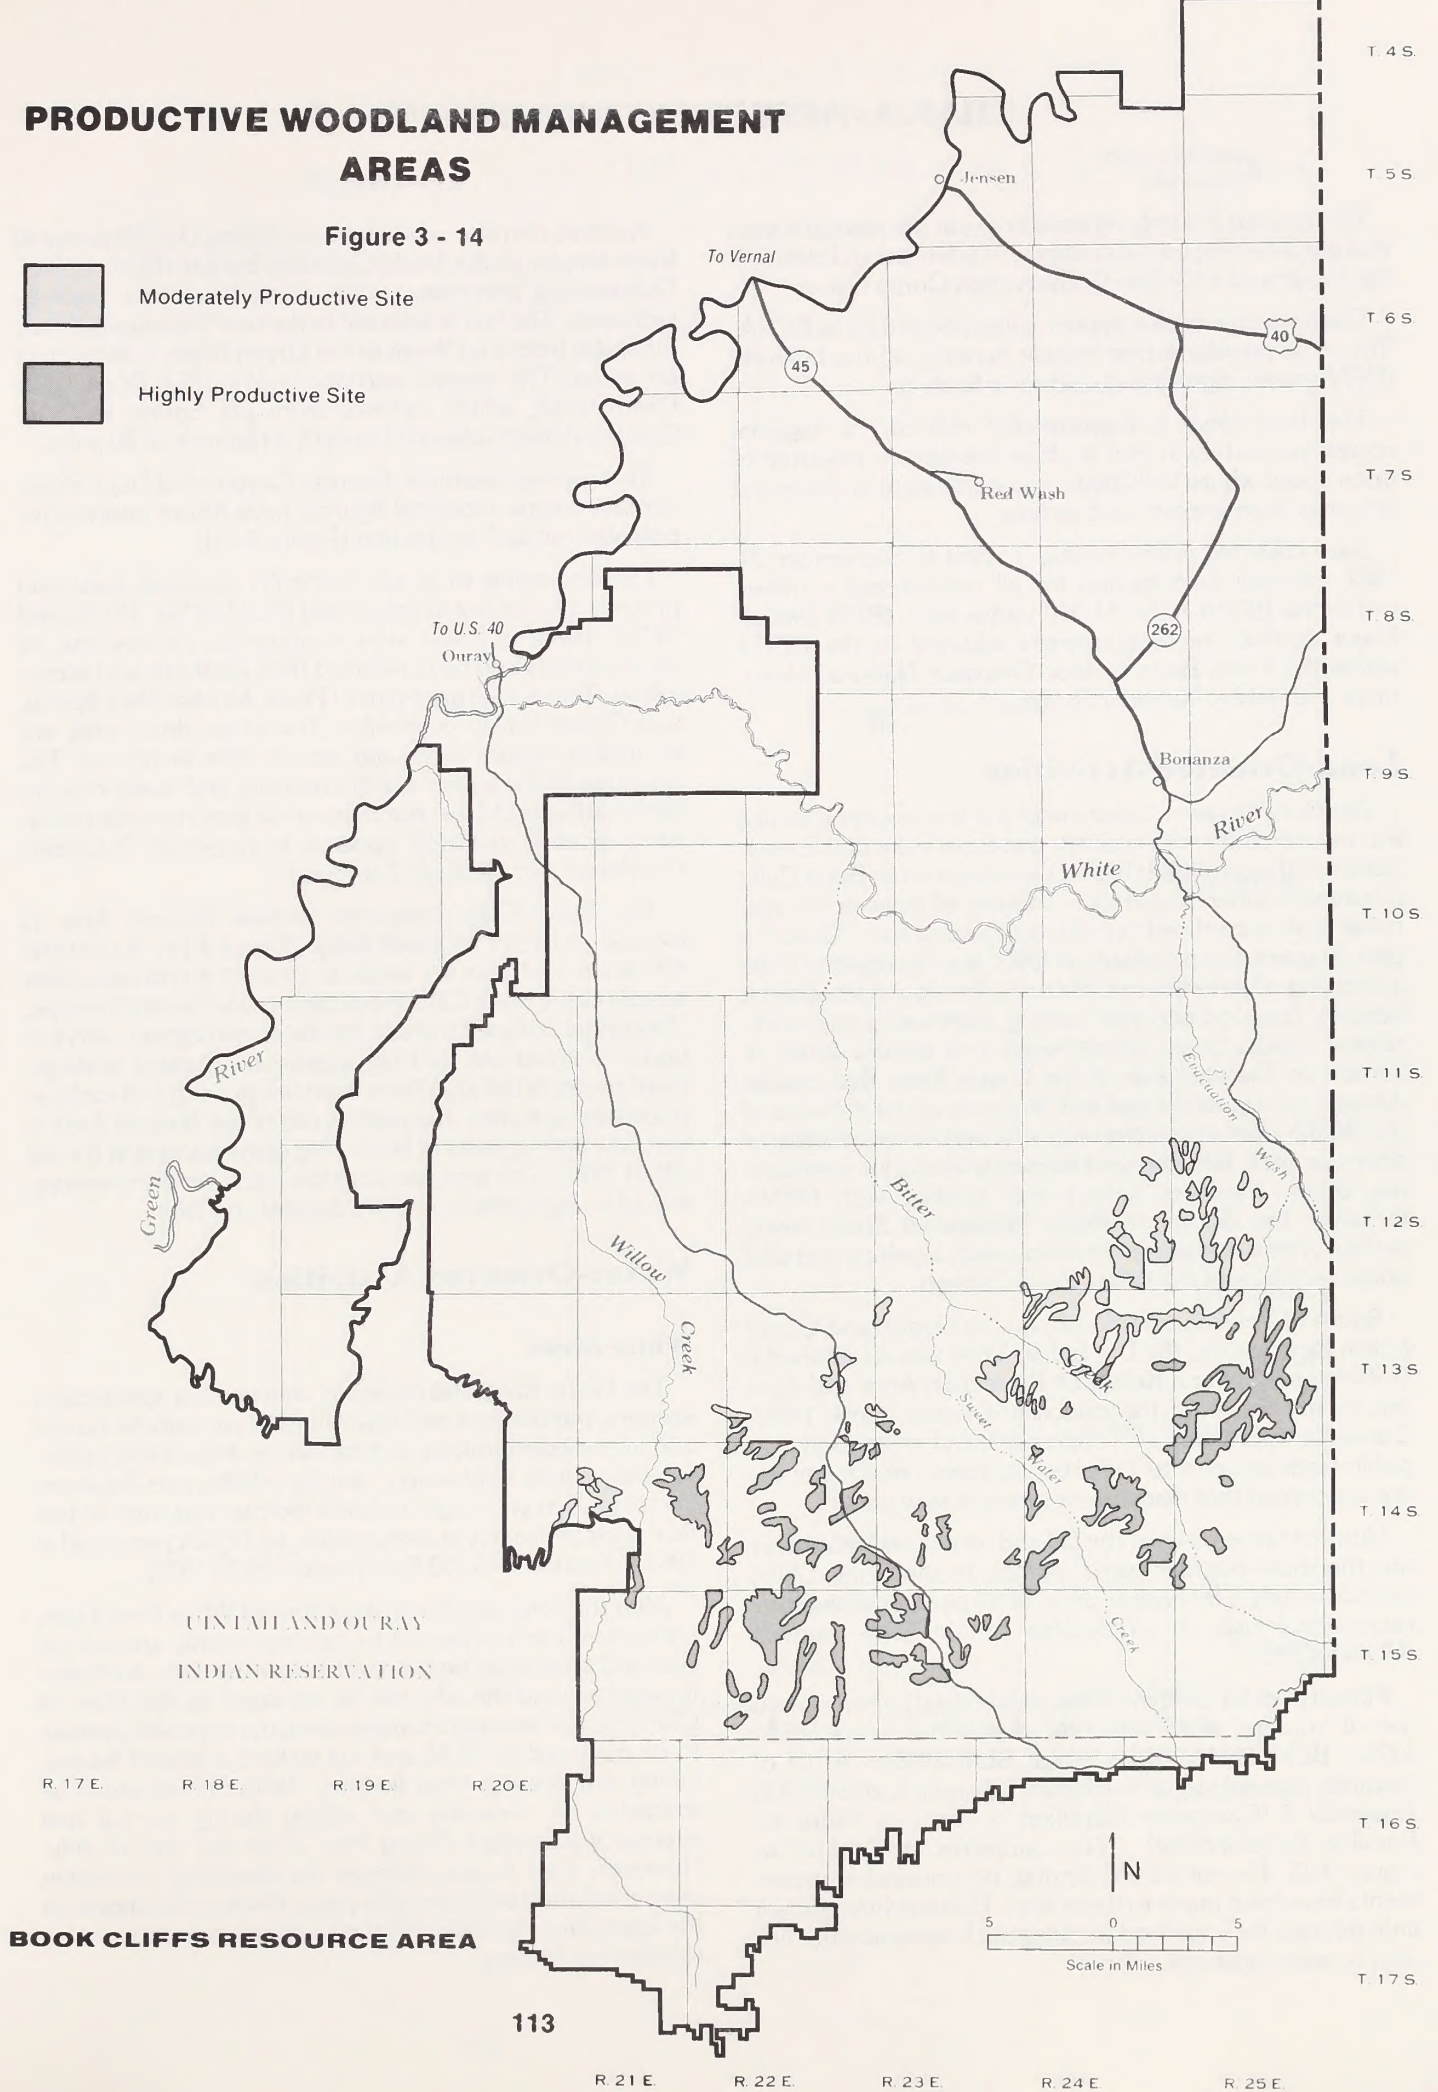 PRODUCTIVE WOODLAND MANAGEMENT
AREAS
Figure 3 - 14
Moderately Productive Site
Highly Productive Site
T. 4 S.
T. 5 S.
T. 6 S.
T. 7 S.
T. 8 S.
T. 9 S.
T. 10 S.
T. 11 S.
T. 12 S.
T. 13 S
T. 14 S.
T. 15 S.
T. 16 S.
T. 17 S.
Jensen
To Vernal
40
45
Red Wash
262
To U.S. 40
Ouray
Bonanza
White River
River
Green
Evacuation Wash
Bitter Creek
Willow Creek
Sweet Water Creek
UINTAH AND OURAY
INDIAN RESERVATION
R. 17 E.
R. 18 E.
R. 19 E.
R. 20 E.
N
5 0 5
Scale in Miles
BOOK CLIFFS RESOURCE AREA
113
R. 21 E.
R. 22 E.
R. 23 E.
R. 24 E.
R. 25 E.